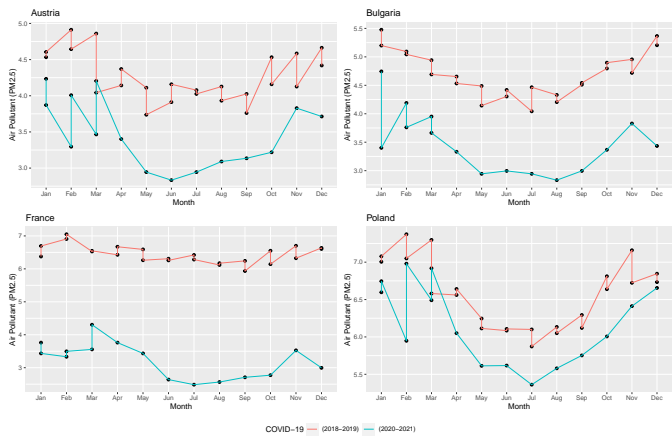 Austria
Air Pollutant (PM2.5)
5.0
4.5
4.0
3.5
3.0
Jan Feb Mar Apr May Jun Jul Aug Sep Oct Nov Dec
Month
Bulgaria
Air Pollutant (PM2.5)
5.5
5.0
4.5
4.0
3.5
3.0
Jan Feb Mar Apr May Jun Jul Aug Sep Oct Nov Dec
Month
France
Air Pollutant (PM2.5)
7
6
5
4
3
Jan Feb Mar Apr May Jun Jul Aug Sep Oct Nov Dec
Month
Poland
Air Pollutant (PM2.5)
7.0
6.5
6.0
5.5
Jan Feb Mar Apr May Jun Jul Aug Sep Oct Nov Dec
Month
COVID−19 (2018−2019) (2020−2021)